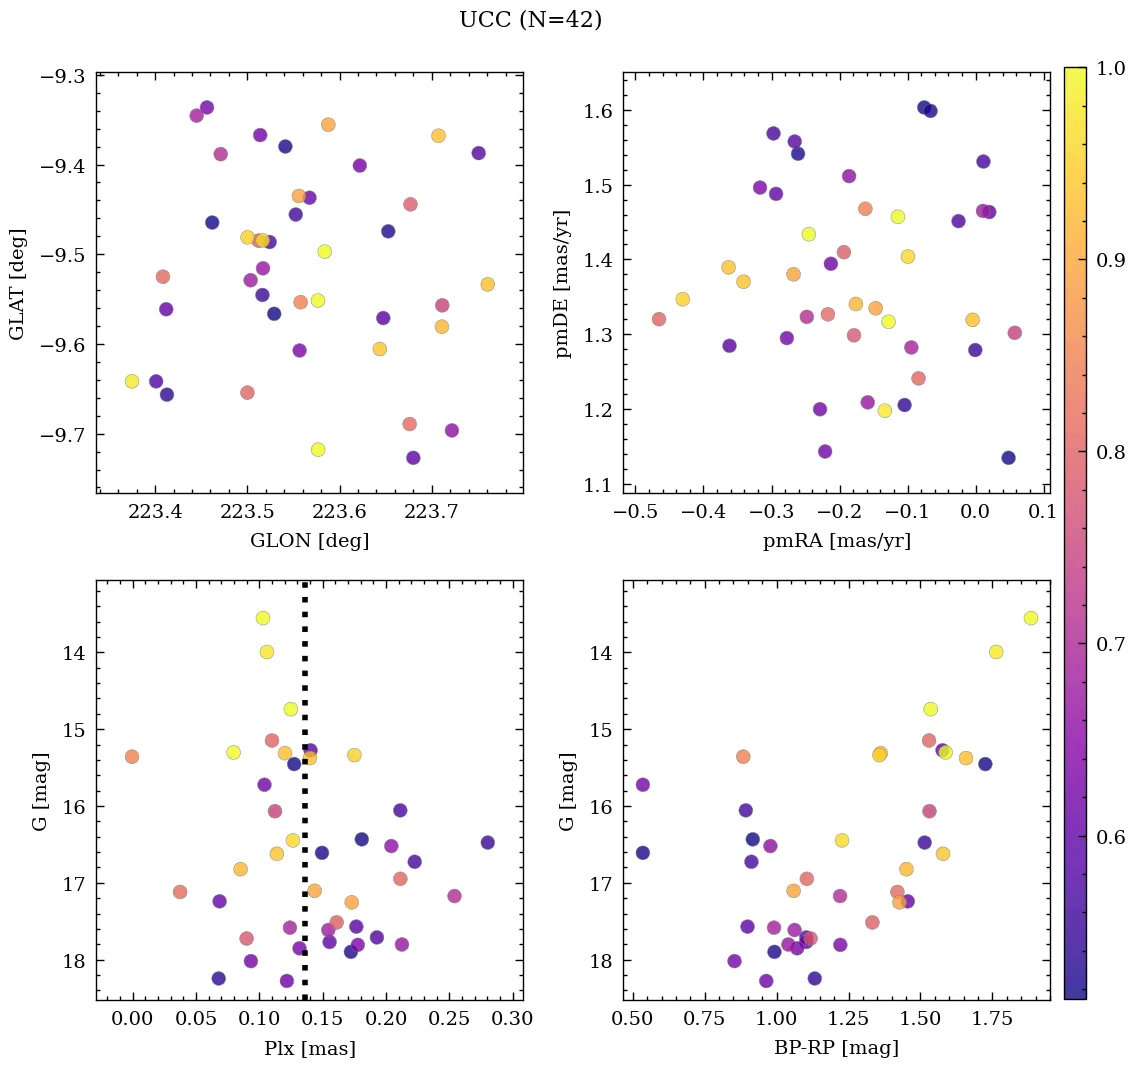 UCC (N=42)
−9.3
−9.4
−9.5
−9.6
−9.7
GLAT [deg]
223.4 223.5 223.6 223.7
GLON [deg]
1.6
1.5
1.4
1.3
1.2
1.1
pmDE [mas/yr]
−0.5 −0.4 −0.3 −0.2 −0.1 0.0 0.1
pmRA [mas/yr]
1.0
0.9
0.8
0.7
0.6
14
15
16
17
18
G [mag]
0.00 0.05 0.10 0.15 0.20 0.25 0.30
Plx [mas]
14
15
16
17
18
G [mag]
0.50 0.75 1.00 1.25 1.50 1.75
BP-RP [mag]